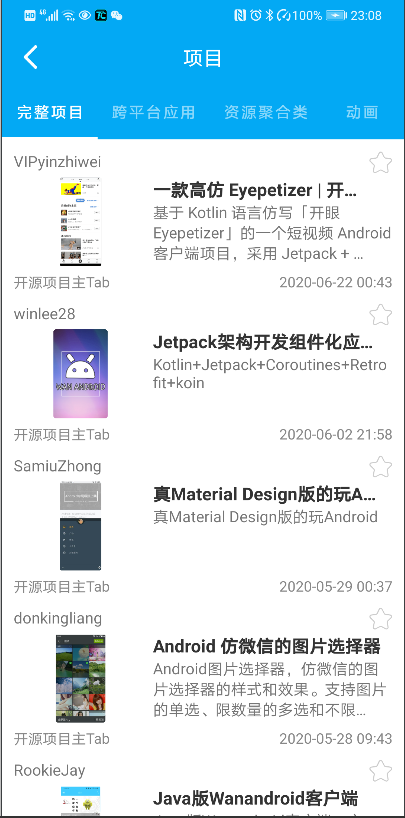 HD 4G 100% 23:08
项目
完整项目 跨平台应用 资源聚合类 动画
VIPyinzhiwei
一款高仿 Eyepetizer | 开...
基于 Kotlin 语言仿写「开眼
Eyepetizer」的一个短视频 Android
客户端项目，采用 Jetpack + ...
开源项目主Tab 2020-06-22 00:43
winlee28
Jetpack架构开发组件化应...
Kotlin+Jetpack+Coroutines+Retro
fit+koin
WAN ANDROID
开源项目主Tab 2020-06-02 21:58
SamiuZhong
真Material Design版的玩A...
真Material Design版的玩Android
开源项目主Tab 2020-05-29 00:37
donkingliang
Android 仿微信的图片选择器
Android图片选择器，仿微信的图
片选择器的样式和效果。支持图片
的单选、限数量的多选和不限...
开源项目主Tab 2020-05-28 09:43
RookieJay
Java版Wanandroid客户端